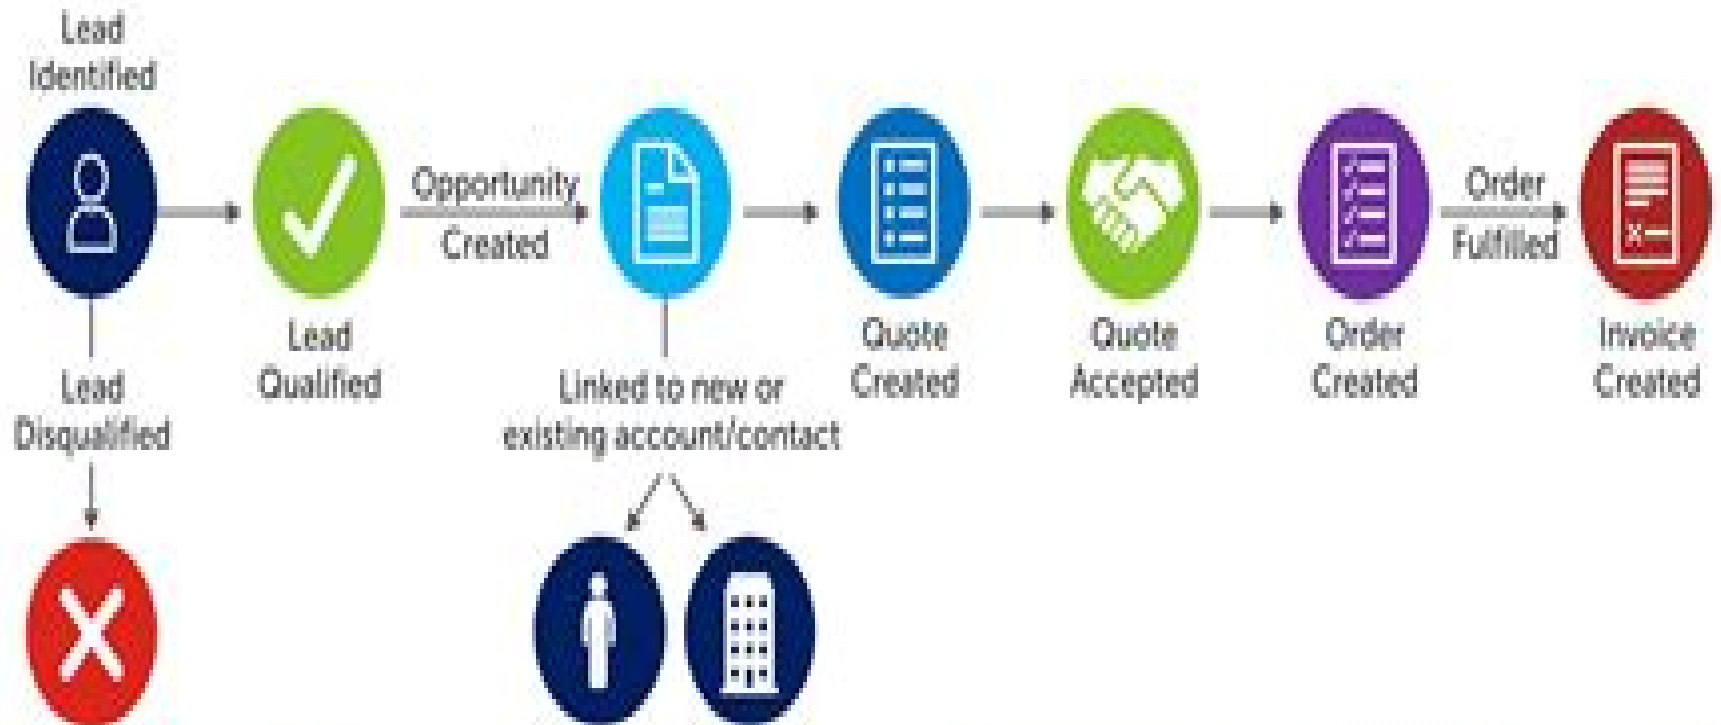 Lead
Identified
Opportunity
Created
Order
Fulfilled
Lead
Disqualified
Lead
Qualified
Linked to new or
existing account/contact
Quote
Created
Quote
Accepted
Order
Created
Invoice
Created